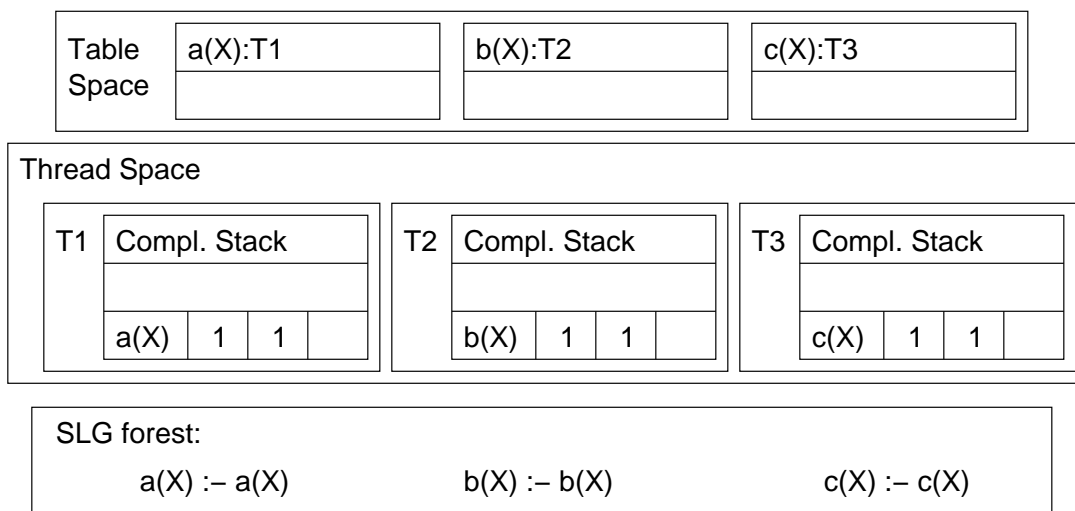 Table Space
a(X):T1
b(X):T2
c(X):T3
Thread Space
T1 Compl. Stack
a(X) 1 1
T2 Compl. Stack
b(X) 1 1
T3 Compl. Stack
c(X) 1 1
SLG forest:
a(X) :– a(X) b(X) :– b(X) c(X) :– c(X)